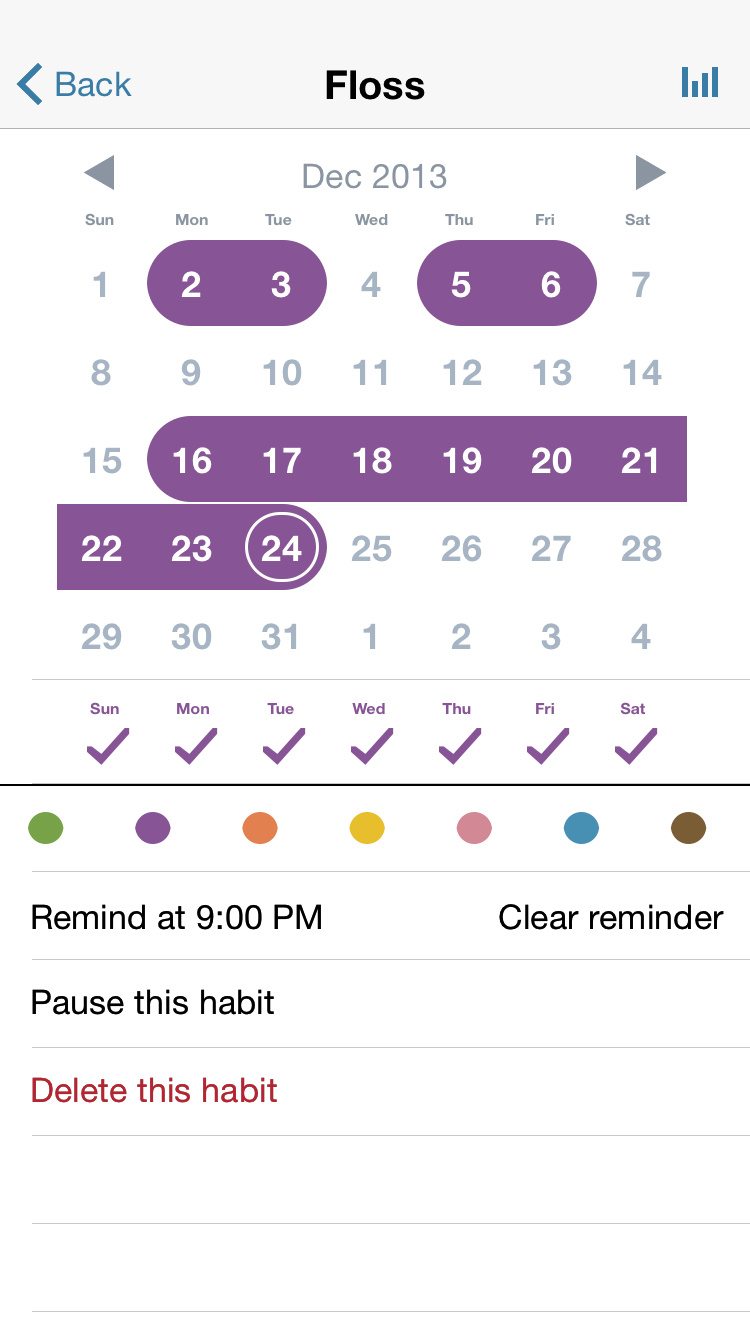 Back Floss
Dec 2013
Sun Mon Tue Wed Thu Fri Sat
1 2 3 4 5 6 7
8 9 10 11 12 13 14
15 16 17 18 19 20 21
22 23 24 25 26 27 28
29 30 31 1 2 3 4
Sun Mon Tue Wed Thu Fri Sat
Remind at 9:00 PM Clear reminder
Pause this habit
Delete this habit